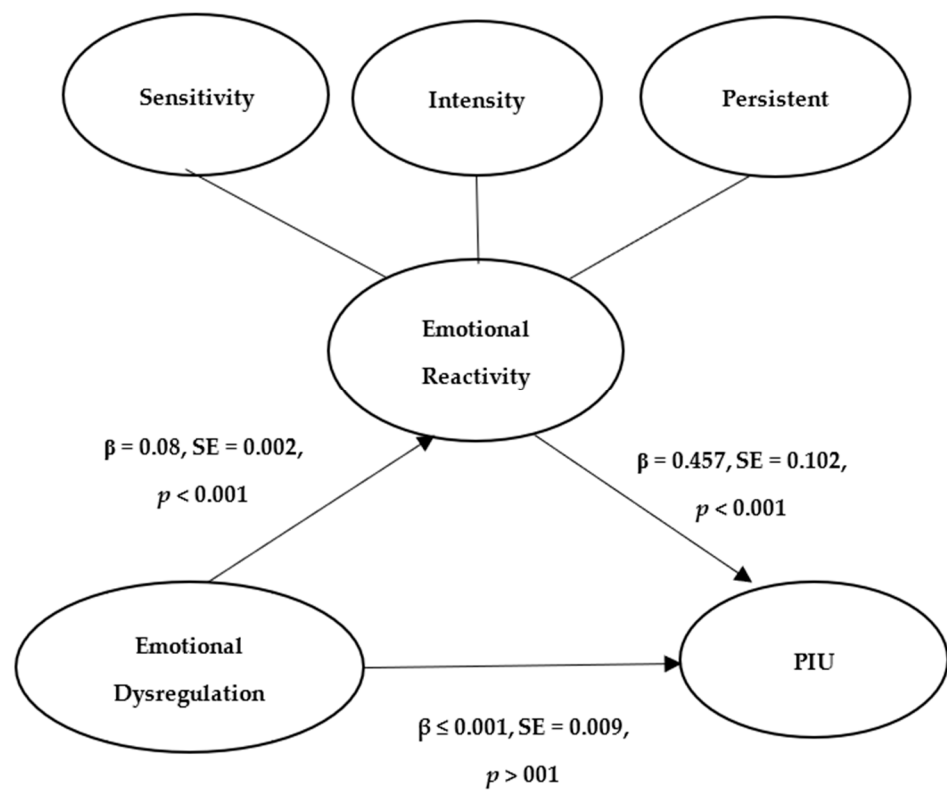 Sensitivity
Intensity
Persistent
Emotional
Reactivity
β = 0.08, SE = 0.002,
p < 0.001
β = 0.457, SE = 0.102,
p < 0.001
Emotional
Dysregulation
PIU
β ≤ 0.001, SE = 0.009,
p > 001